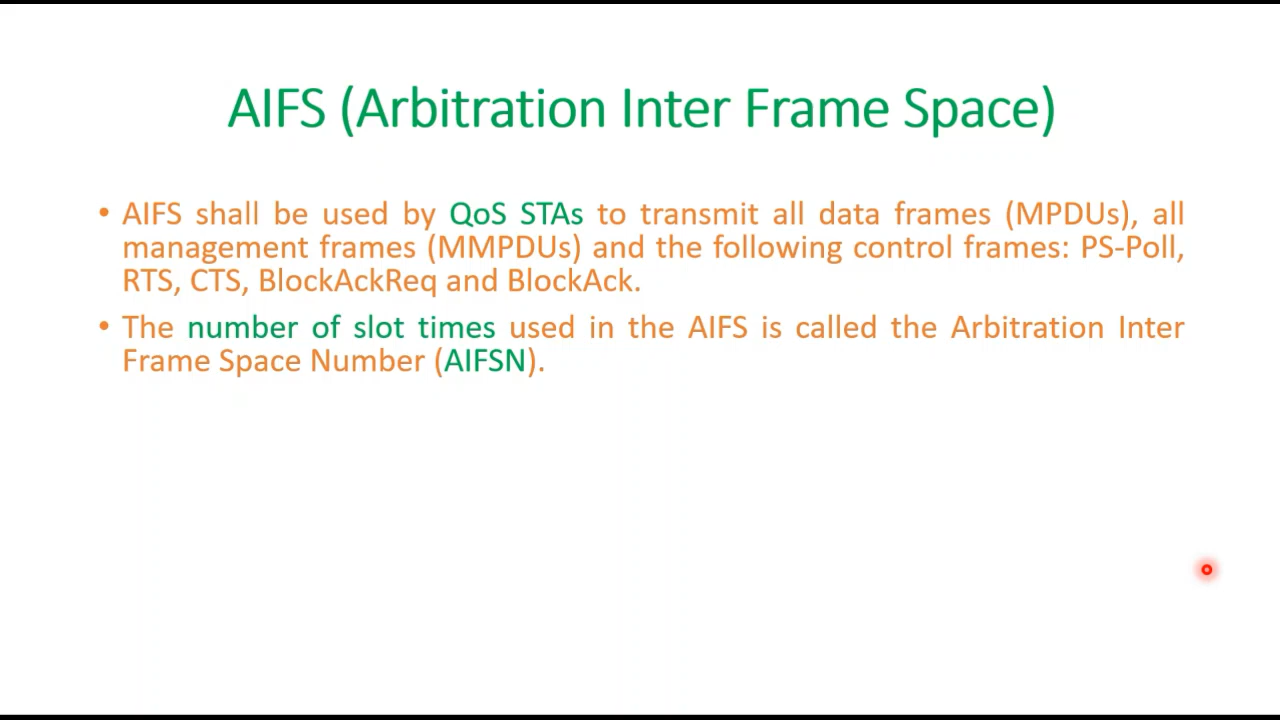 AIFS (Arbitration Inter Frame Space)
• AIFS shall be used by QoS STAs to transmit all data frames (MPDUs), all
management frames (MMPDUs) and the following control frames: PS-Poll,
RTS, CTS, BlockAckReq and BlockAck.
• The number of slot times used in the AIFS is called the Arbitration Inter
Frame Space Number (AIFSN).